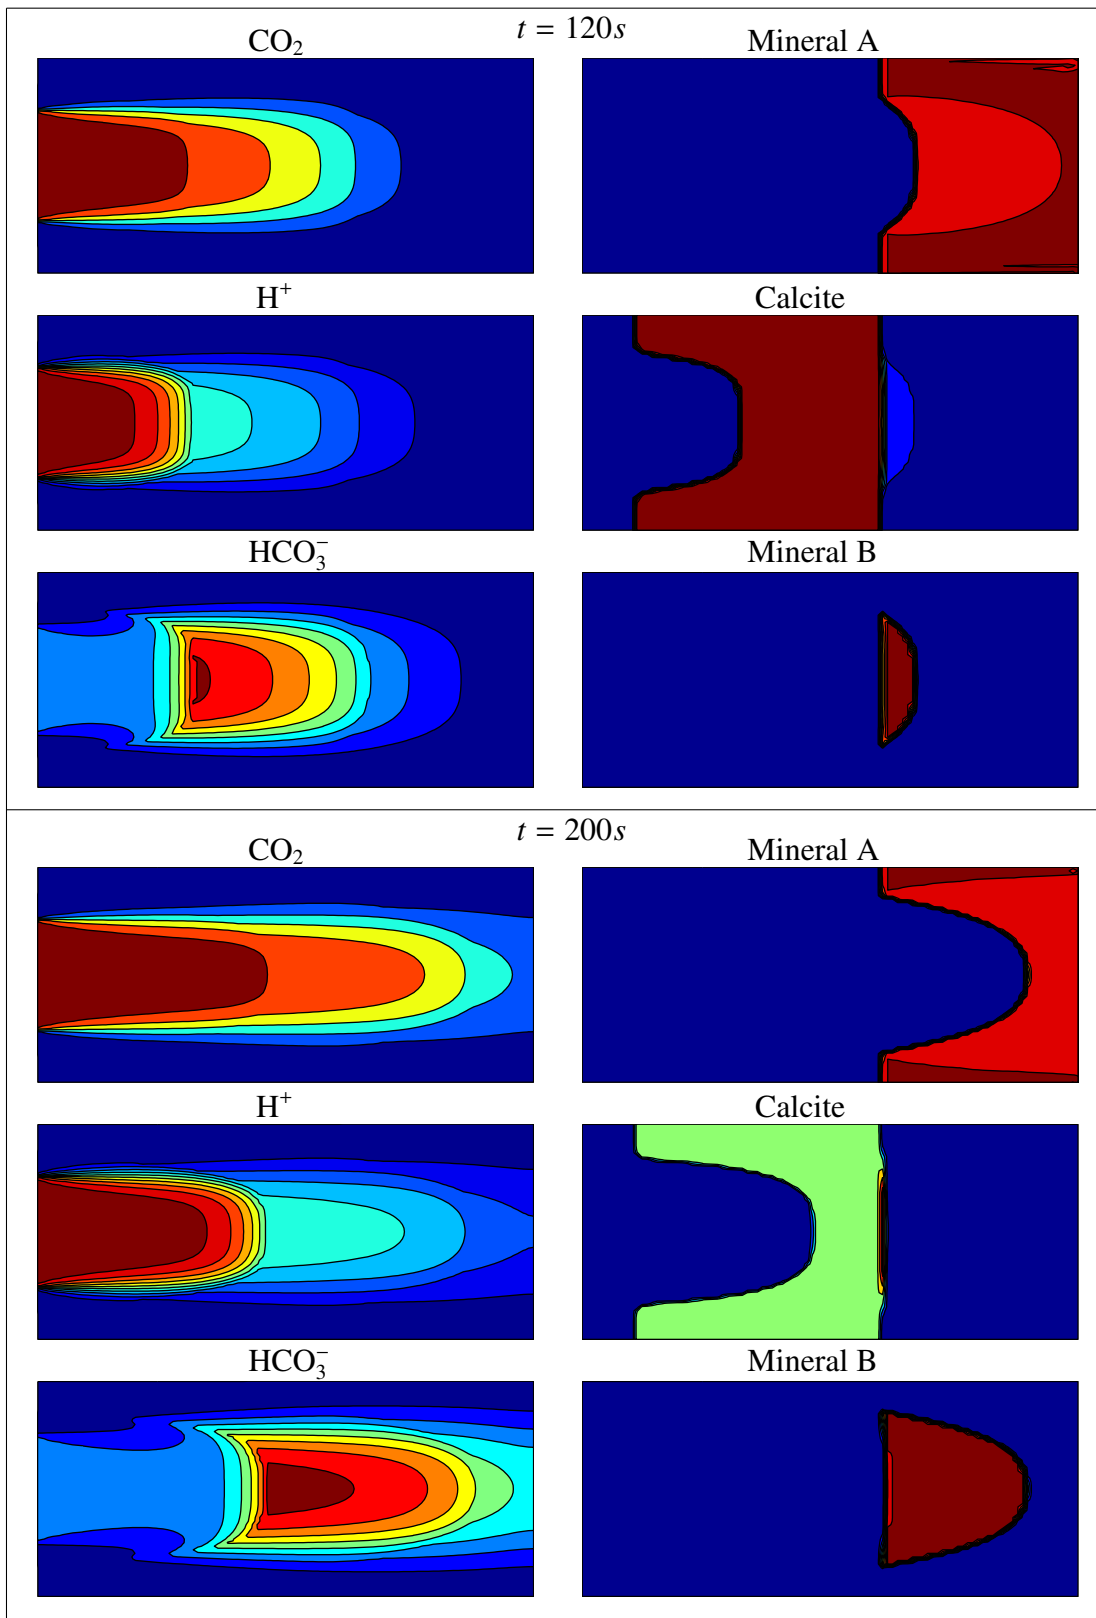 t = 120s
CO₂ Mineral A
H⁺ Calcite
HCO₃⁻ Mineral B
t = 200s
CO₂ Mineral A
H⁺ Calcite
HCO₃⁻ Mineral B